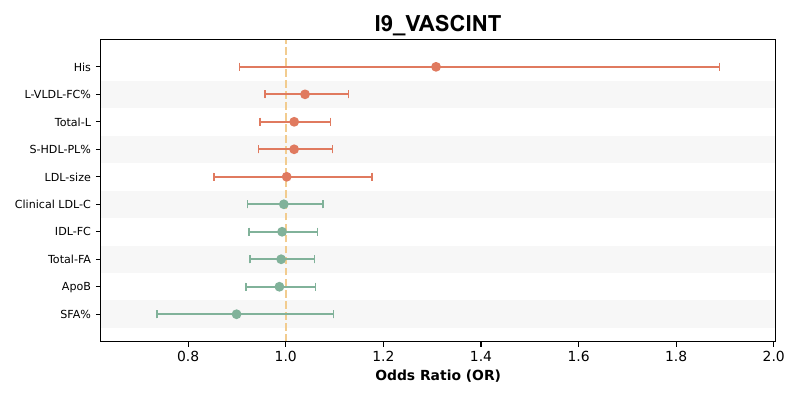 I9_VASCINT
His
L-VLDL-FC%
Total-L
S-HDL-PL%
LDL-size
Clinical LDL-C
IDL-FC
Total-FA
ApoB
SFA%
0.8 1.0 1.2 1.4 1.6 1.8 2.0
Odds Ratio (OR)